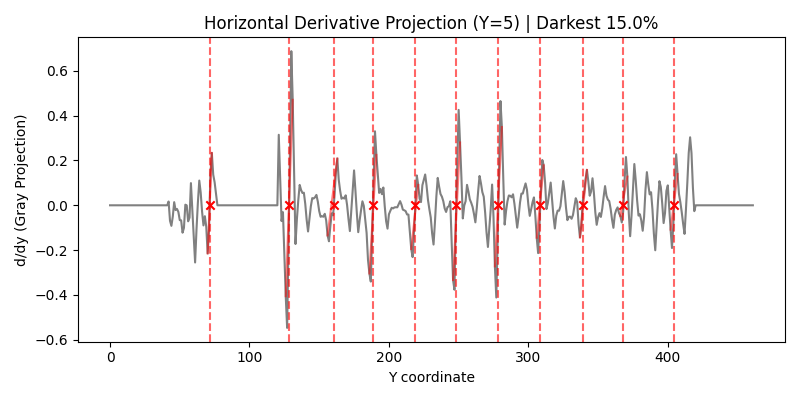 Horizontal Derivative Projection (Y=5) | Darkest 15.0%
d/dy (Gray Projection)
0.6
0.4
0.2
0.0
−0.2
−0.4
−0.6
0 100 200 300 400
Y coordinate